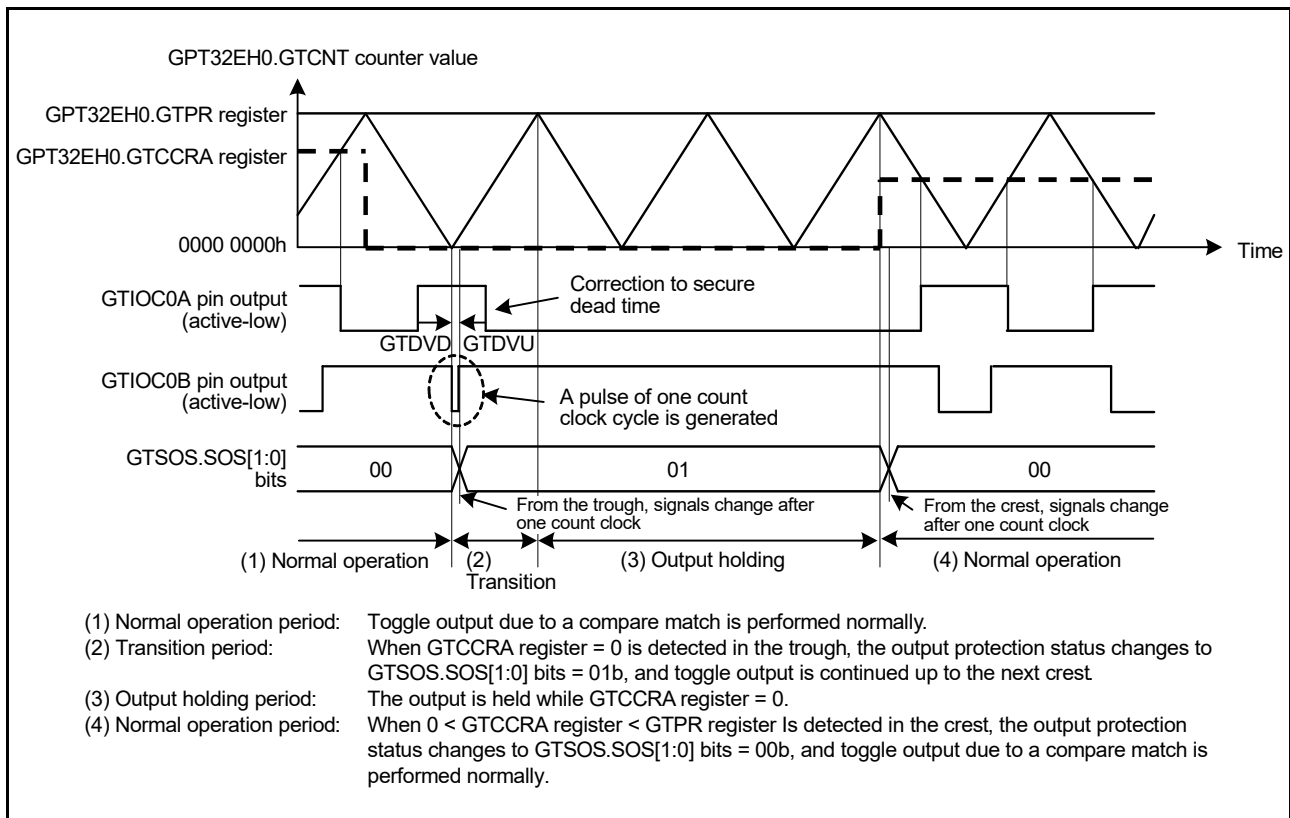 GPT32EH0.GTCNT counter value
GPT32EH0.GTPR register
GPT32EH0.GTCCRA register
0000 0000h
Time
GTIOC0A pin output
(active-low)
Correction to secure
dead time
GTDVD
GTDVU
GTIOC0B pin output
(active-low)
A pulse of one count
clock cycle is generated
GTSOS.SOS[1:0]
bits
00
01
00
From the trough, signals change after
one count clock
From the crest, signals change
after one count clock
(1) Normal operation
(2)
Transition
(3) Output holding
(4) Normal operation
(1) Normal operation period: Toggle output due to a compare match is performed normally.
(2) Transition period: When GTCCRA register = 0 is detected in the trough, the output protection status changes to
GTSOS.SOS[1:0] bits = 01b, and toggle output is continued up to the next crest.
(3) Output holding period: The output is held while GTCCRA register = 0.
(4) Normal operation period: When 0 < GTCCRA register < GTPR register Is detected in the crest, the output protection
status changes to GTSOS.SOS[1:0] bits = 00b, and toggle output due to a compare match is
performed normally.